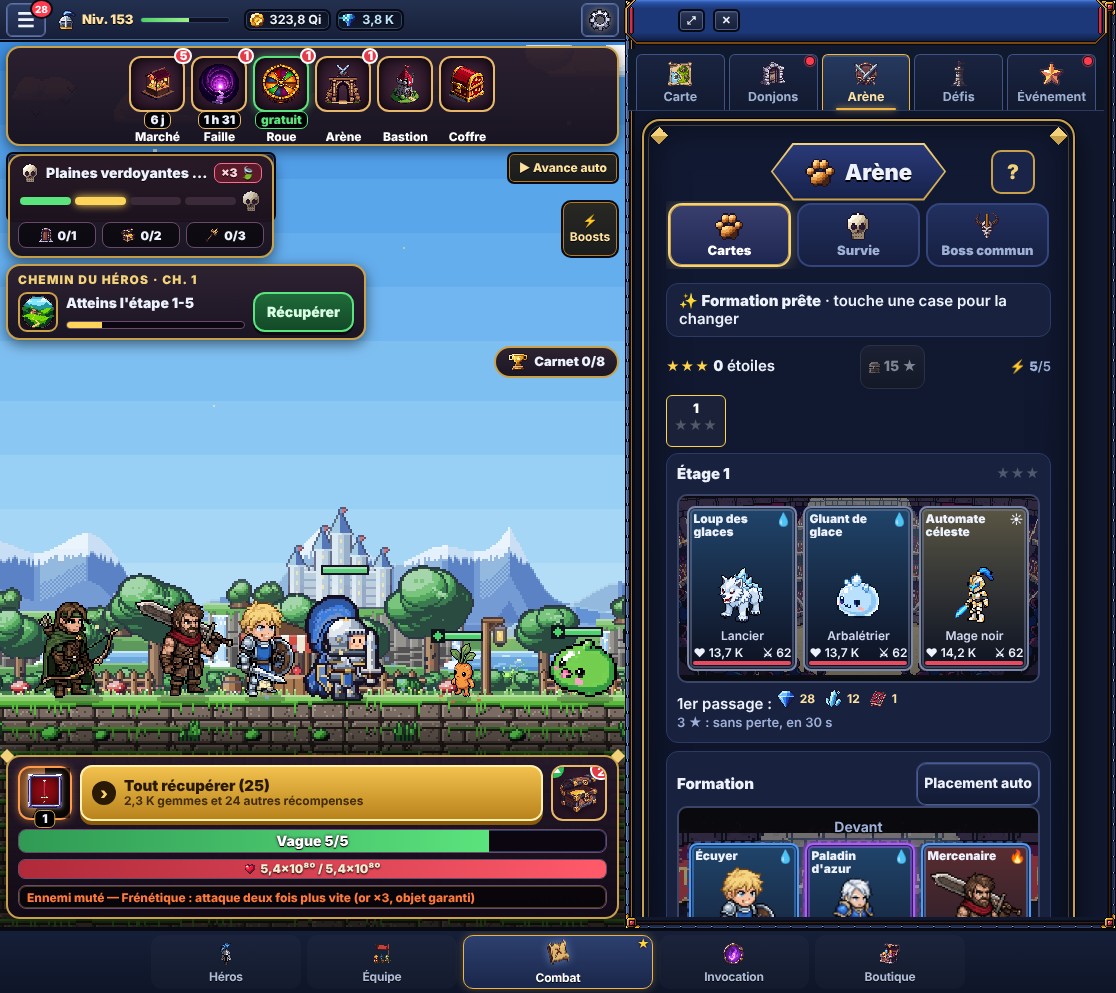 28
Niv. 153
323,8 Qi
3,8 K
5
1
1
1
6 j
1 h 31
gratuit
Marché
Faille
Roue
Arène
Bastion
Coffre
Plaines verdoyantes ...
×3
0/1
0/2
0/3
Avance auto
Boosts
CHEMIN DU HÉROS · CH. 1
Atteins l'étape 1-5
Récupérer
Carnet 0/8
1
Tout récupérer (25)
2,3 K gemmes et 24 autres récompenses
Vague 5/5
5,4×10⁸⁰ / 5,4×10⁸⁰
Ennemi muté — Frénétique : attaque deux fois plus vite (or ×3, objet garanti)
Carte
Donjons
Arène
Défis
Événement
Arène
?
Cartes
Survie
Boss commun
Formation prête · touche une case pour la
changer
0 étoiles
15 ★
5/5
1
★★★
Étage 1
★★★
Loup des
glaces
Lancier
13,7 K
62
Gluant de
glace
Arbalétrier
13,7 K
62
Automate
céleste
Mage noir
14,2 K
62
1er passage :
28
12
1
3 ★ : sans perte, en 30 s
Formation
Placement auto
Devant
Écuyer
Paladin
d'azur
Mercenaire
Héros
Équipe
Combat
Invocation
Boutique